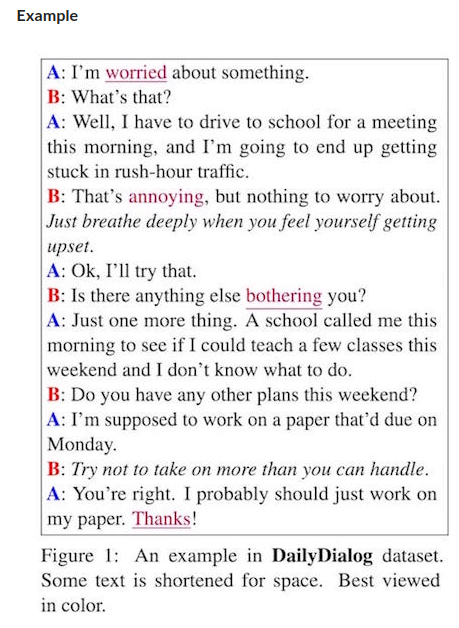 Example
A: I'm worried about something.
B: What's that?
A: Well, I have to drive to school for a meeting
this morning, and I'm going to end up getting
stuck in rush-hour traffic.
B: That's annoying, but nothing to worry about.
Just breathe deeply when you feel yourself getting
upset.
A: Ok, I'll try that.
B: Is there anything else bothering you?
A: Just one more thing. A school called me this
morning to see if I could teach a few classes this
weekend and I don't know what to do.
B: Do you have any other plans this weekend?
A: I'm supposed to work on a paper that'd due on
Monday.
B: Try not to take on more than you can handle.
A: You're right. I probably should just work on
my paper. Thanks!
Figure 1: An example in DailyDialog dataset.
Some text is shortened for space. Best viewed
in color.